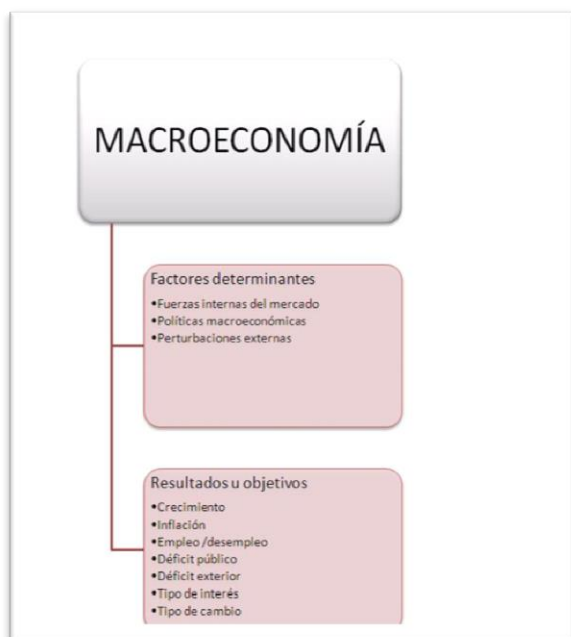 MACROECONOMÍA
Factores determinantes
•Fuerzas internas del mercado
•Políticas macroeconómicas
•Perturbaciones externas
Resultados u objetivos
•Crecimiento
•Inflación
•Empleo /desempleo
•Déficit público
•Déficit exterior
•Tipo de interés
•Tipo de cambio